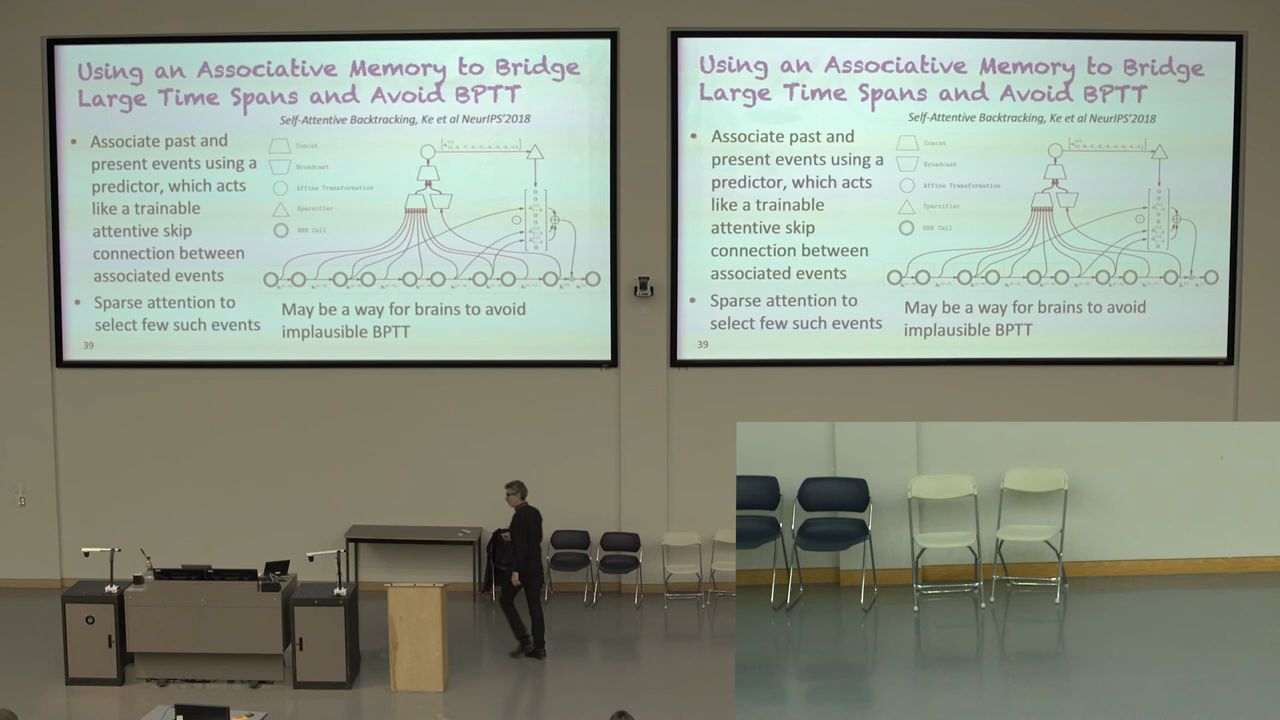 Using an Associative Memory to Bridge
Large Time Spans and Avoid BPTT
Self-Attentive Backtracking, Ke et al NeurIPS'2018
• Associate past and
present events using a
predictor, which acts
like a trainable
attentive skip
connection between
associated events
• Sparse attention to
select few such events
Concat
Broadcast
Affine Transformation
Sparsifier
RNN Cell
May be a way for brains to avoid
implausible BPTT
39
Using an Associative Memory to Bridge
Large Time Spans and Avoid BPTT
Self-Attentive Backtracking, Ke et al NeurIPS'2018
• Associate past and
present events using a
predictor, which acts
like a trainable
attentive skip
connection between
associated events
• Sparse attention to
select few such events
Concat
Broadcast
Affine Transformation
Sparsifier
RNN Cell
May be a way for brains to avoid
implausible BPTT
39